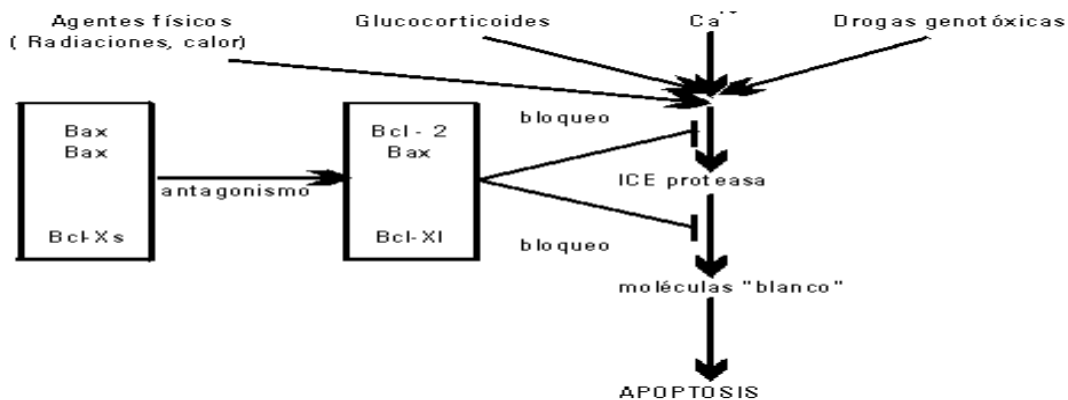 Agentes físicos
( Radiaciones, calor)
Glucocorticoides
Ca++
Drogas genotóxicas
Bax
Bax
Bcl-Xs
antagonismo
Bcl - 2
Bax
Bcl-Xl
bloqueo
bloqueo
ICE proteasa
moléculas "blanco"
APOPTOSIS